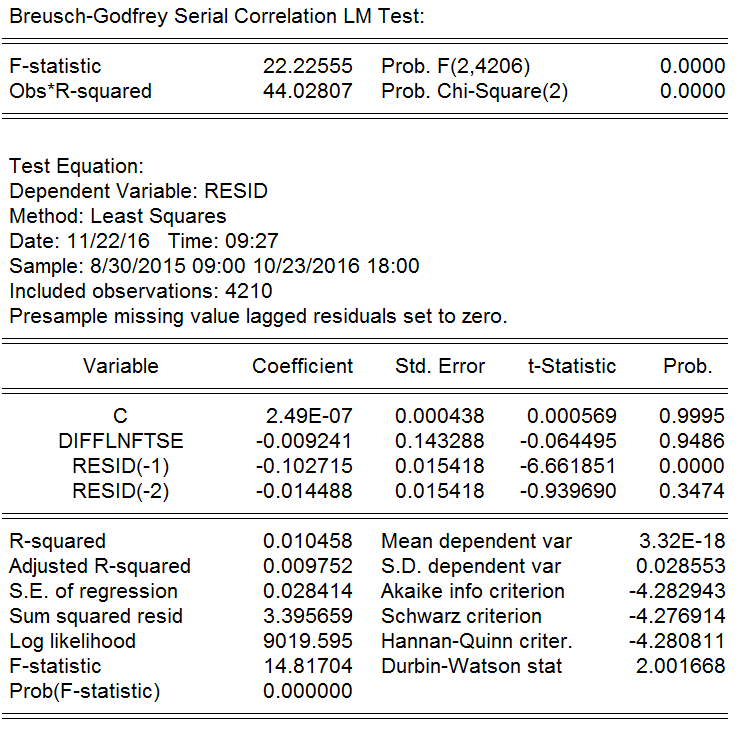 Breusch-Godfrey Serial Correlation LM Test:
F-statistic 22.22555 Prob. F(2,4206) 0.0000
Obs*R-squared 44.02807 Prob. Chi-Square(2) 0.0000
Test Equation:
Dependent Variable: RESID
Method: Least Squares
Date: 11/22/16 Time: 09:27
Sample: 8/30/2015 09:00 10/23/2016 18:00
Included observations: 4210
Presample missing value lagged residuals set to zero.
Variable Coefficient Std. Error t-Statistic Prob.
C 2.49E-07 0.000438 0.000569 0.9995
DIFFLNFTSE -0.009241 0.143288 -0.064495 0.9486
RESID(-1) -0.102715 0.015418 -6.661851 0.0000
RESID(-2) -0.014488 0.015418 -0.939690 0.3474
R-squared 0.010458 Mean dependent var 3.32E-18
Adjusted R-squared 0.009752 S.D. dependent var 0.028553
S.E. of regression 0.028414 Akaike info criterion -4.282943
Sum squared resid 3.395659 Schwarz criterion -4.276914
Log likelihood 9019.595 Hannan-Quinn criter. -4.280811
F-statistic 14.81704 Durbin-Watson stat 2.001668
Prob(F-statistic) 0.000000